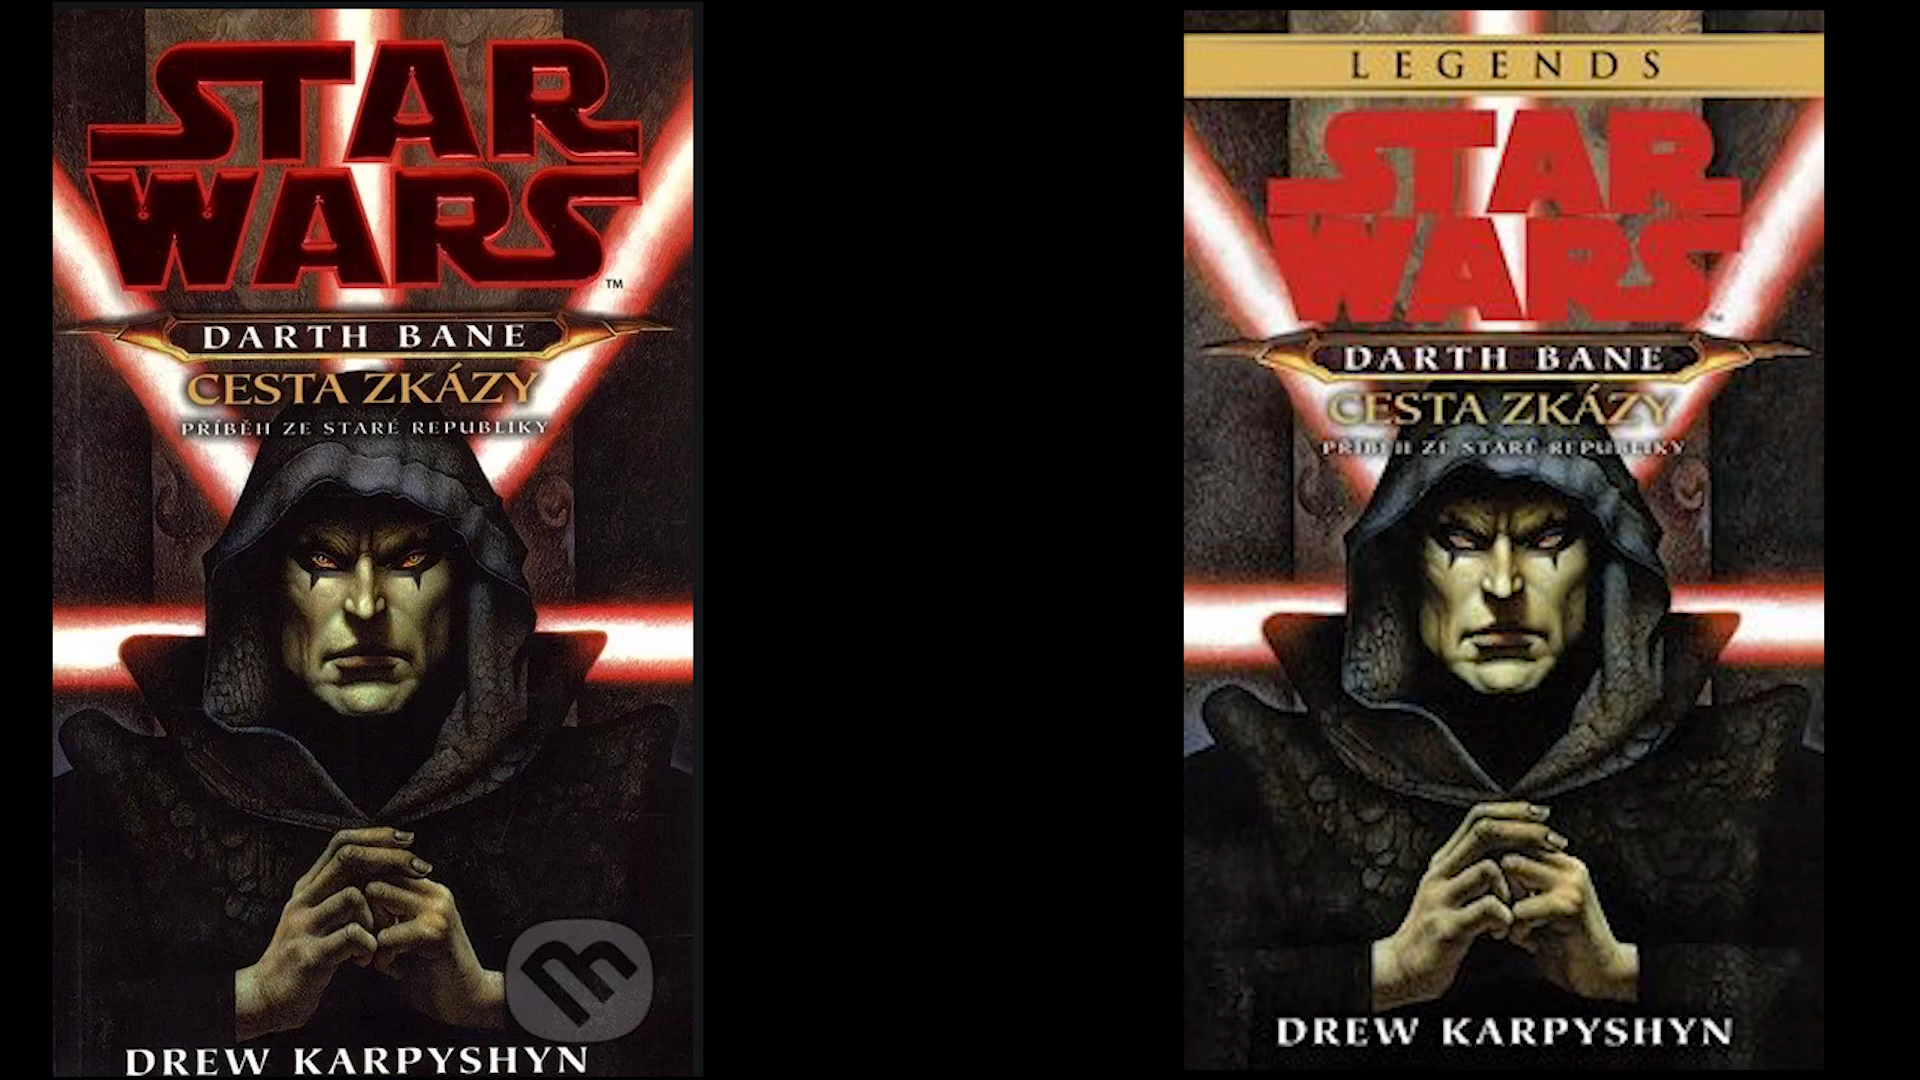 STAR
WARS
TM
DARTH BANE
CESTA ZKÁZY
PŘÍBĚH ZE STARÉ REPUBLIKY
DREW KARPYSHYN
LEGENDS
STAR
WARS
TM
DARTH BANE
CESTA ZKÁZY
PŘÍBĚH ZE STARÉ REPUBLIKY
DREW KARPYSHYN